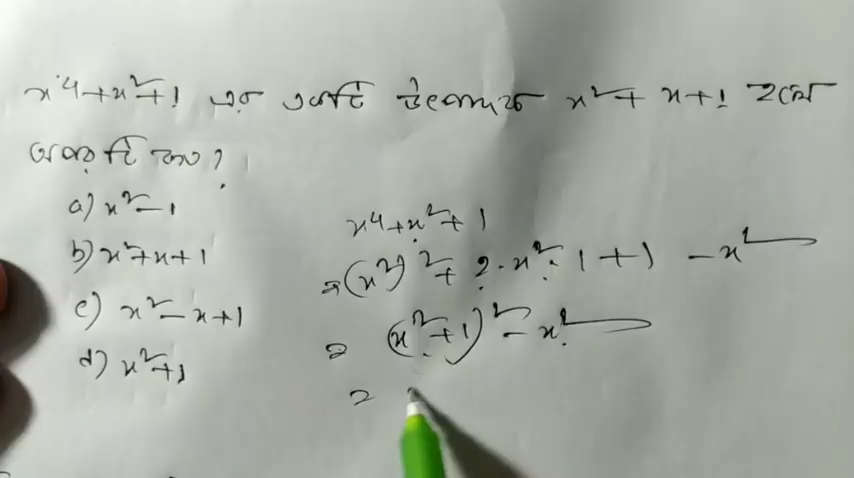 x⁴+x²+1 এর একটি উৎপাদক x²+x+1 হলে
অপরটি কত?
a) x²-1
b) x²+x+1
c) x²-x+1
d) x²+1
x⁴+x²+1
= (x²)²+2·x²·1+1 -x²
= (x²+1)²-x²
=